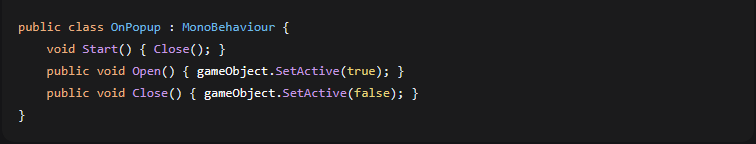 public class OnPopup : MonoBehaviour {
    void Start() { Close(); }
    public void Open() { gameObject.SetActive(true); }
    public void Close() { gameObject.SetActive(false); }
}